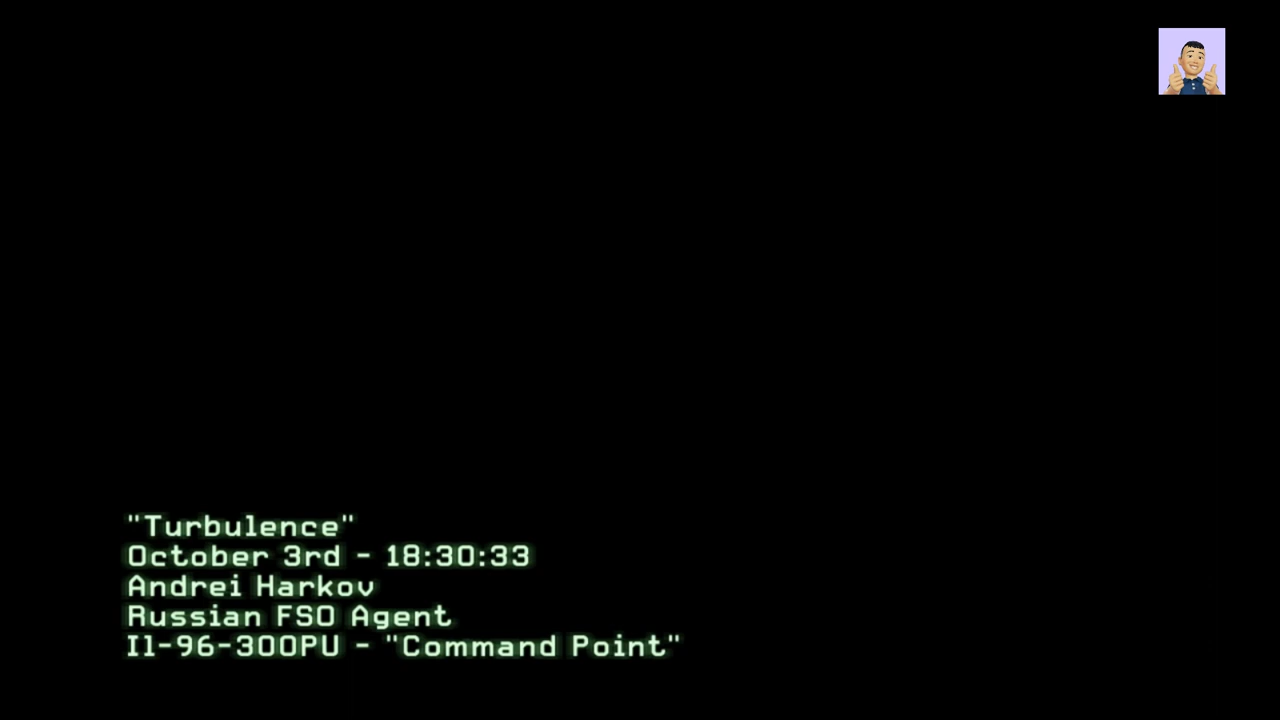 "Turbulence"
October 3rd - 18:30:33
Andrei Harkov
Russian FSO Agent
Il-96-300PU - "Command Point"